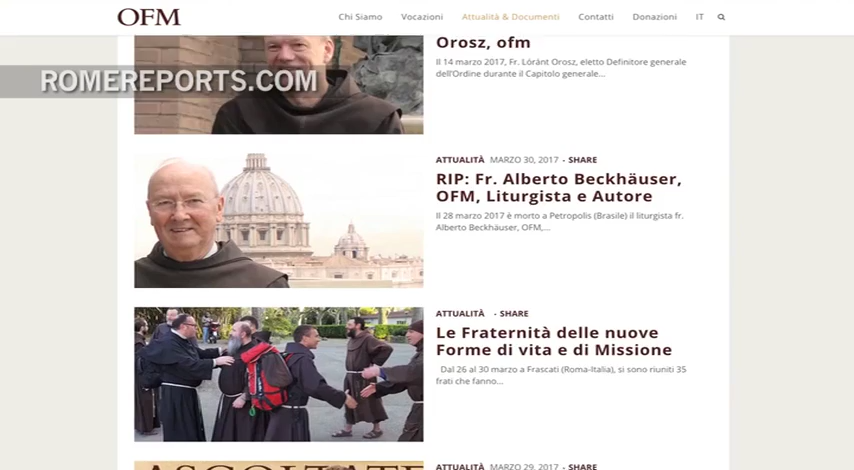 OFM
Chi Siamo Vocazioni Attualità & Documenti Contatti Donazioni IT
ROMEREPORTS.COM
Orosz, ofm
Il 14 marzo 2017, Fr. Lóránt Orosz, eletto Definitore generale
dell'Ordine durante il Capitolo generale...
ATTUALITÀ MARZO 30, 2017 - SHARE
RIP: Fr. Alberto Beckhäuser,
OFM, Liturgista e Autore
Il 28 marzo 2017 è morto a Petropolis (Brasile) il liturgista fr.
Alberto Beckhäuser, OFM,...
ATTUALITÀ - SHARE
Le Fraternità delle nuove
Forme di vita e di Missione
Dal 26 al 30 marzo a Frascati (Roma-Italia), si sono riuniti 35
frati che fanno...
ATTUALITÀ MARZO 29, 2017 - SHARE
ASCOLTATE